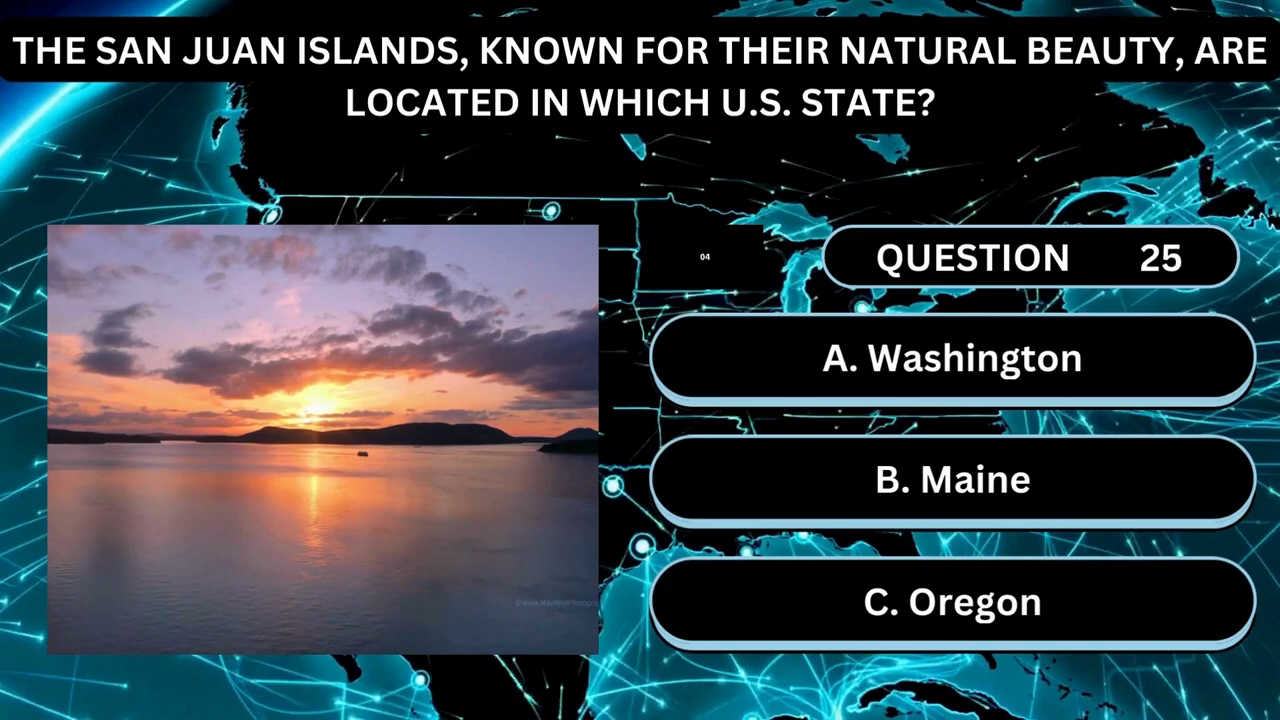 THE SAN JUAN ISLANDS, KNOWN FOR THEIR NATURAL BEAUTY, ARE
LOCATED IN WHICH U.S. STATE?
04
QUESTION 25
A. Washington
B. Maine
C. Oregon